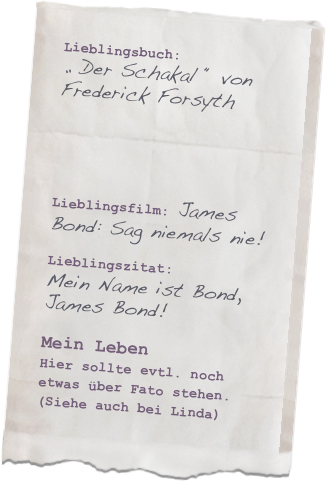 Lieblingsbuch:
„Der Schakal“ von
Frederick Forsyth
Lieblingsfilm: James
Bond: Sag niemals nie!
Lieblingszitat:
Mein Name ist Bond,
James Bond!
Mein Leben
Hier sollte evtl. noch
etwas über Fato stehen.
(Siehe auch bei Linda)